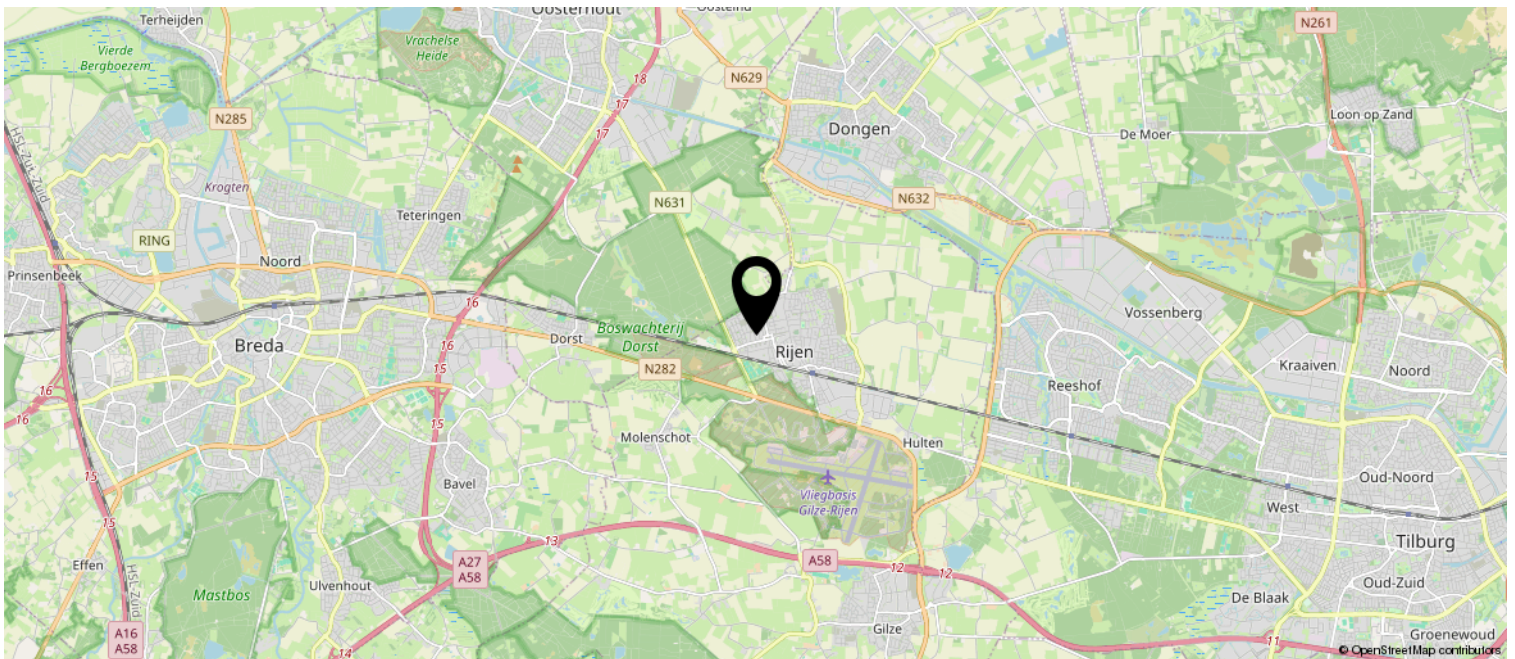 Terheijden
Oosterhout
N261
Vierde
Bergboezem
Vrachelse
Heide
18
N629
17
N285
17
Dongen
De Moer
Loon op Zand
HSL-Zuid
Krogten
N631
N632
Teteringen
RING
Noord
Prinsenbeek
16
Boswachterij
Dorst
Vossenberg
Breda
16
Dorst
Rijen
15
N282
Kraaiven
Noord
16
Reeshof
16
15
Molenschot
Hulten
15
Bavel
Vliegbasis
Gilze-Rijen
Oud-Noord
West
15
13
Tilburg
Effen
A27
A58
A58
12
12
HSL-Zuid
Mastbos
Ulvenhout
Oud-Zuid
De Blaak
A16
A58
14
Gilze
11
Groenewoud
© OpenStreetMap contributors